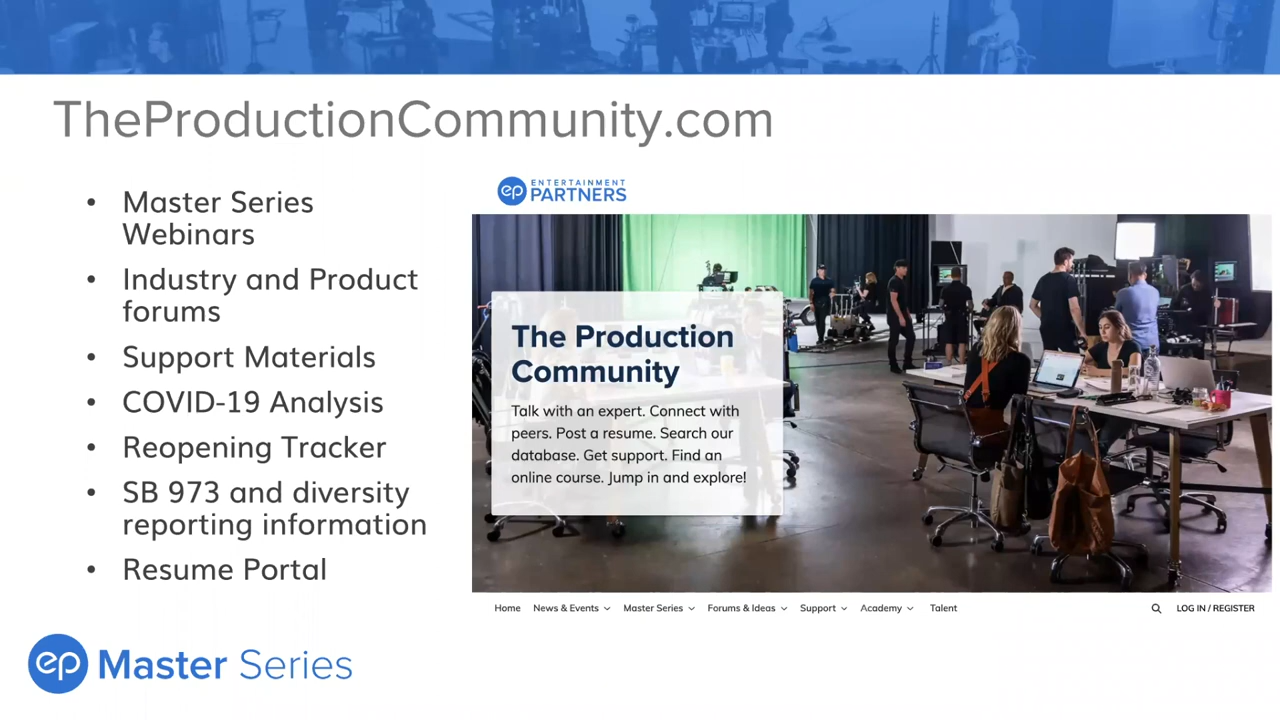 TheProductionCommunity.com
• Master Series
Webinars
• Industry and Product
forums
• Support Materials
• COVID-19 Analysis
• Reopening Tracker
• SB 973 and diversity
reporting information
• Resume Portal
ep ENTERTAINMENT
PARTNERS
The Production
Community
Talk with an expert. Connect with
peers. Post a resume. Search our
database. Get support. Find an
online course. Jump in and explore!
Home News & Events Master Series Forums & Ideas Support Academy Talent LOG IN / REGISTER
ep Master Series